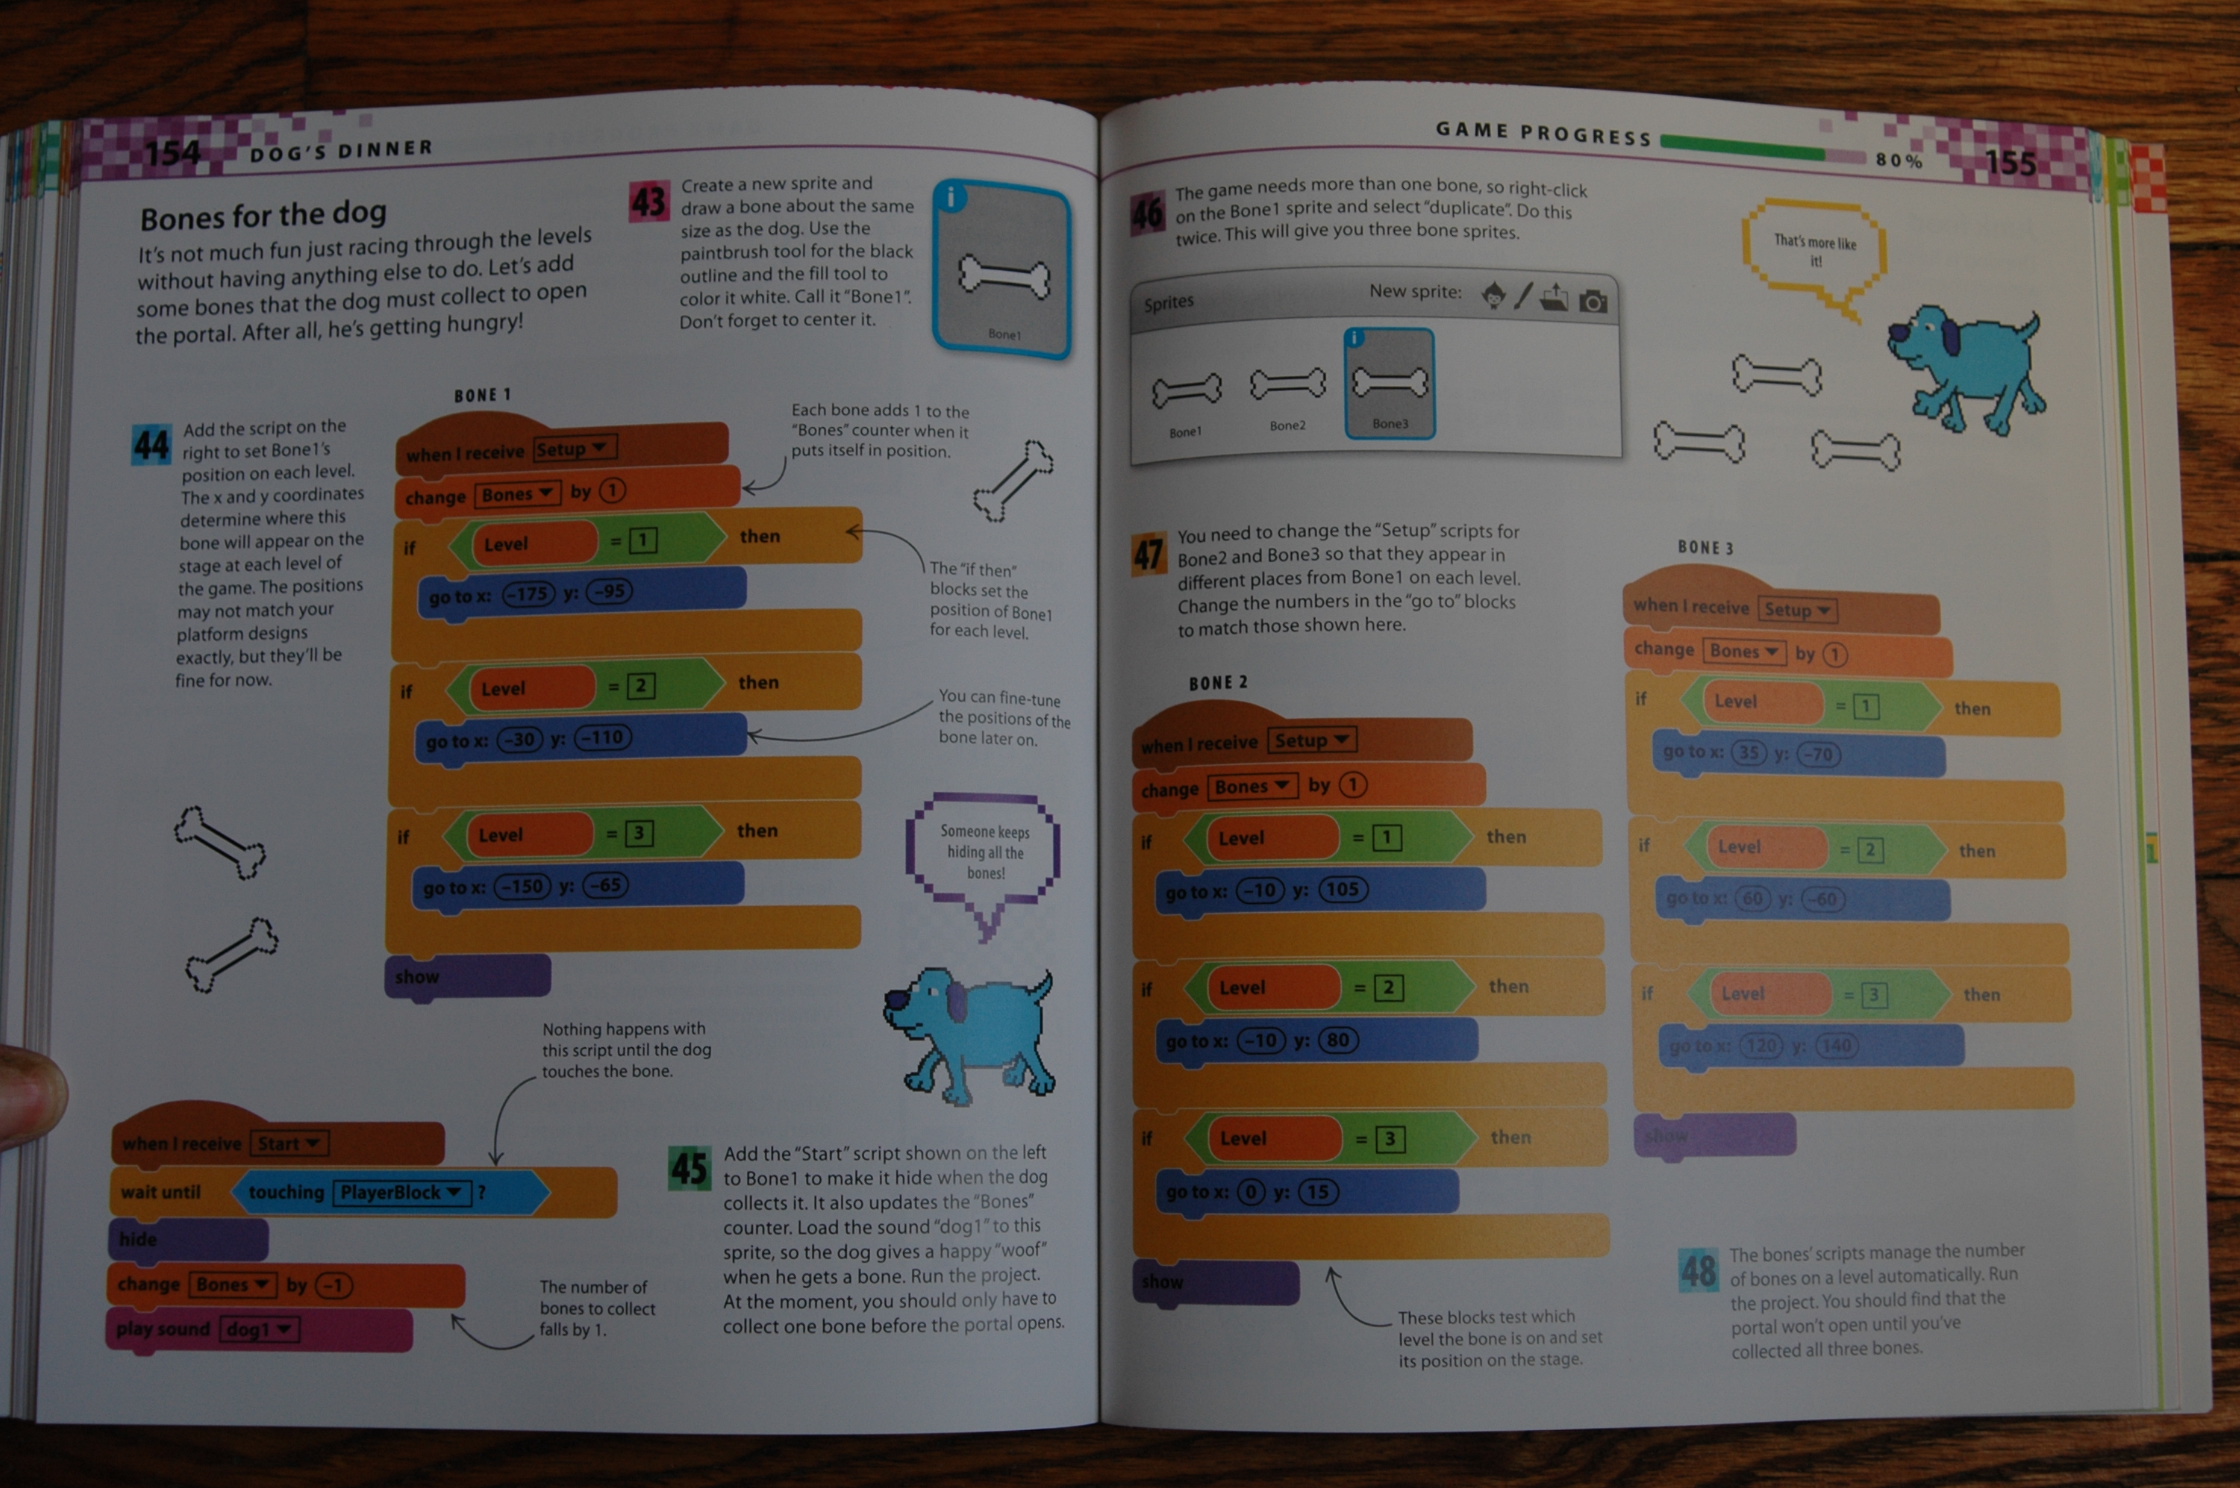 154 DOG'S DINNER
Bones for the dog
It's not much fun just racing through the levels
without having anything else to do. Let's add
some bones that the dog must collect to open
the portal. After all, he's getting hungry!
43
Create a new sprite and
draw a bone about the same
size as the dog. Use the
paintbrush tool for the black
outline and the fill tool to
color it white. Call it "Bone1".
Don't forget to center it.
i
Bone1
44
Add the script on the
right to set Bone1's
position on each level.
The x and y coordinates
determine where this
bone will appear on the
stage at each level of
the game. The positions
may not match your
platform designs
exactly, but they'll be
fine for now.
BONE 1
when I receive Setup
change Bones by 1
if Level = 1 then
go to x: -175 y: -95
if Level = 2 then
go to x: -30 y: -110
if Level = 3 then
go to x: -150 y: -65
show
Each bone adds 1 to the
"Bones" counter when it
puts itself in position.
The "if then"
blocks set the
position of Bone1
for each level.
You can fine-tune
the positions of the
bone later on.
Someone keeps
hiding all the
bones!
Nothing happens with
this script until the dog
touches the bone.
when I receive Start
wait until touching PlayerBlock ?
hide
change Bones by -1
play sound dog1
The number of
bones to collect
falls by 1.
45
Add the "Start" script shown on the left
to Bone1 to make it hide when the dog
collects it. It also updates the "Bones"
counter. Load the sound "dog1" to this
sprite, so the dog gives a happy "woof"
when he gets a bone. Run the project.
At the moment, you should only have to
collect one bone before the portal opens.
GAME PROGRESS 80% 155
46
The game needs more than one bone, so right-click
on the Bone1 sprite and select "duplicate". Do this
twice. This will give you three bone sprites.
Sprites New sprite:
i
Bone1 Bone2 Bone3
That's more like
it!
47
You need to change the "Setup" scripts for
Bone2 and Bone3 so that they appear in
different places from Bone1 on each level.
Change the numbers in the "go to" blocks
to match those shown here.
BONE 2
when I receive Setup
change Bones by 1
if Level = 1 then
go to x: -10 y: 105
if Level = 2 then
go to x: -10 y: 80
if Level = 3 then
go to x: 0 y: 15
show
These blocks test which
level the bone is on and set
its position on the stage.
BONE 3
when I receive Setup
change Bones by 1
if Level = 1 then
go to x: 35 y: -70
if Level = 2 then
go to x: 60 y: -60
if Level = 3 then
go to x: 120 y: 140
show
48
The bones' scripts manage the number
of bones on a level automatically. Run
the project. You should find that the
portal won't open until you've
collected all three bones.